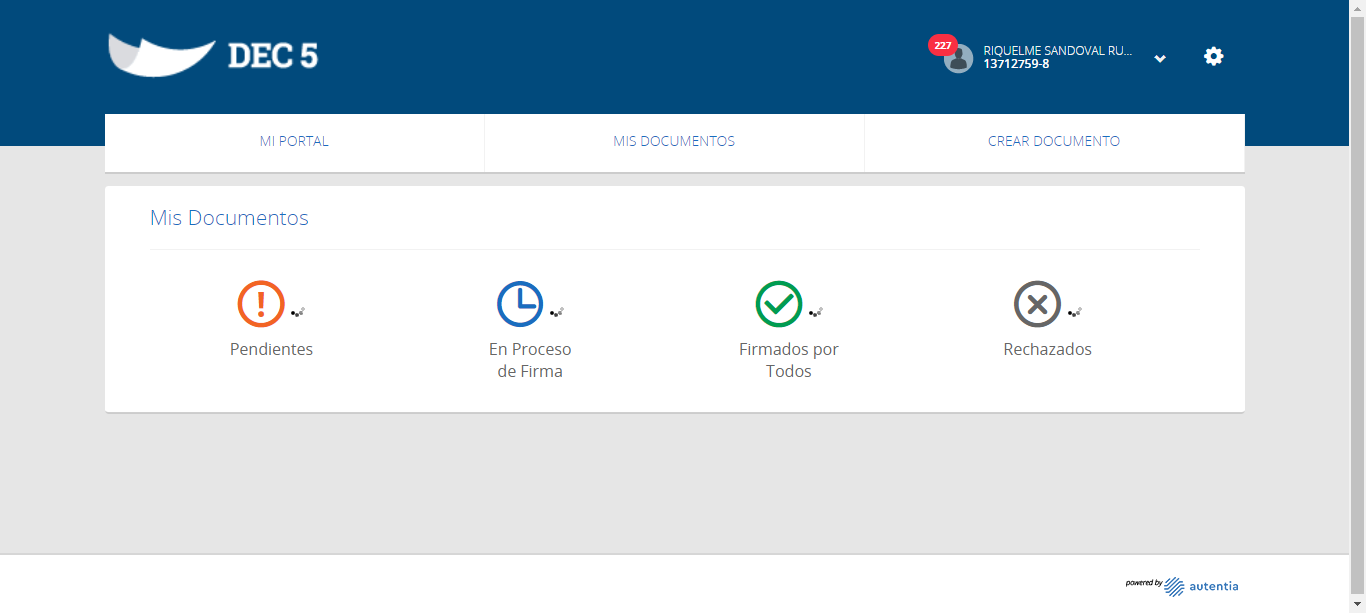 DEC 5
227
RIQUELME SANDOVAL RU...
13712759-8
MI PORTAL
MIS DOCUMENTOS
CREAR DOCUMENTO
Mis Documentos
Pendientes
En Proceso
de Firma
Firmados por
Todos
Rechazados
powered by
autentia